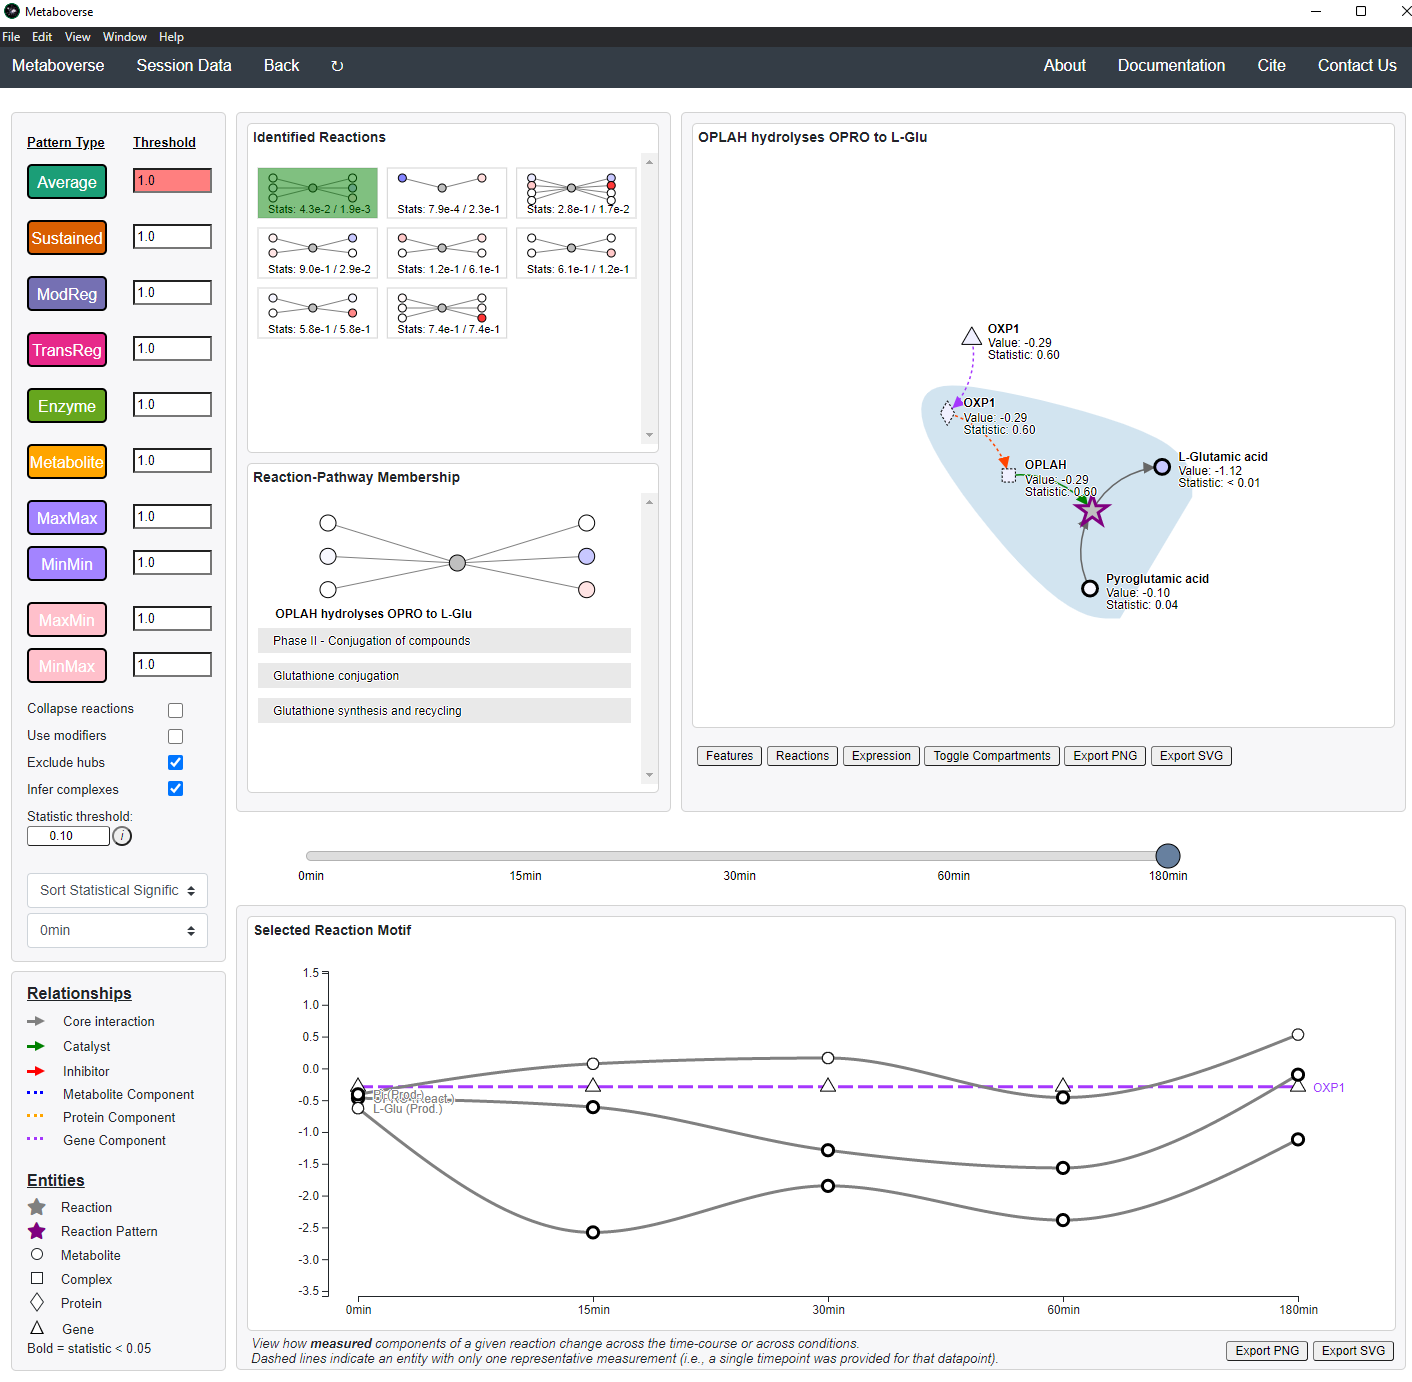 Metaboverse
File Edit View Window Help
Metaboverse Session Data Back ↻ About Documentation Cite Contact Us
Pattern Type Threshold
Average 1.0
Sustained 1.0
ModReg 1.0
TransReg 1.0
Enzyme 1.0
Metabolite 1.0
MaxMax 1.0
MinMin 1.0
MaxMin 1.0
MinMax 1.0
Collapse reactions
Use modifiers
Exclude hubs
Infer complexes
Statistic threshold:
0.10 i
Sort Statistical Signific
0min
Relationships
Core interaction
Catalyst
Inhibitor
Metabolite Component
Protein Component
Gene Component
Entities
Reaction
Reaction Pattern
Metabolite
Complex
Protein
Gene
Bold = statistic < 0.05
Identified Reactions
Stats: 4.3e-2 / 1.9e-3 Stats: 7.9e-4 / 2.3e-1 Stats: 2.8e-1 / 1.7e-2
Stats: 9.0e-1 / 2.9e-2 Stats: 1.2e-1 / 6.1e-1 Stats: 6.1e-1 / 1.2e-1
Stats: 5.8e-1 / 5.8e-1 Stats: 7.4e-1 / 7.4e-1
Reaction-Pathway Membership
OPLAH hydrolyses OPRO to L-Glu
Phase II - Conjugation of compounds
Glutathione conjugation
Glutathione synthesis and recycling
OPLAH hydrolyses OPRO to L-Glu
OXP1
Value: -0.29
Statistic: 0.60
OXP1
Value: -0.29
Statistic: 0.60
OPLAH
Value: -0.29
Statistic: 0.60
L-Glutamic acid
Value: -1.12
Statistic: < 0.01
Pyroglutamic acid
Value: -0.10
Statistic: 0.04
Features Reactions Expression Toggle Compartments Export PNG Export SVG
0min 15min 30min 60min 180min
Selected Reaction Motif
1.5
1.0
0.5
0.0
-0.5
-1.0
-1.5
-2.0
-2.5
-3.0
-3.5
Pi (Prod.)
L-Glu (Prod.)
OXP1
0min 15min 30min 60min 180min
View how measured components of a given reaction change across the time-course or across conditions.
Dashed lines indicate an entity with only one representative measurement (i.e., a single timepoint was provided for that datapoint).
Export PNG Export SVG